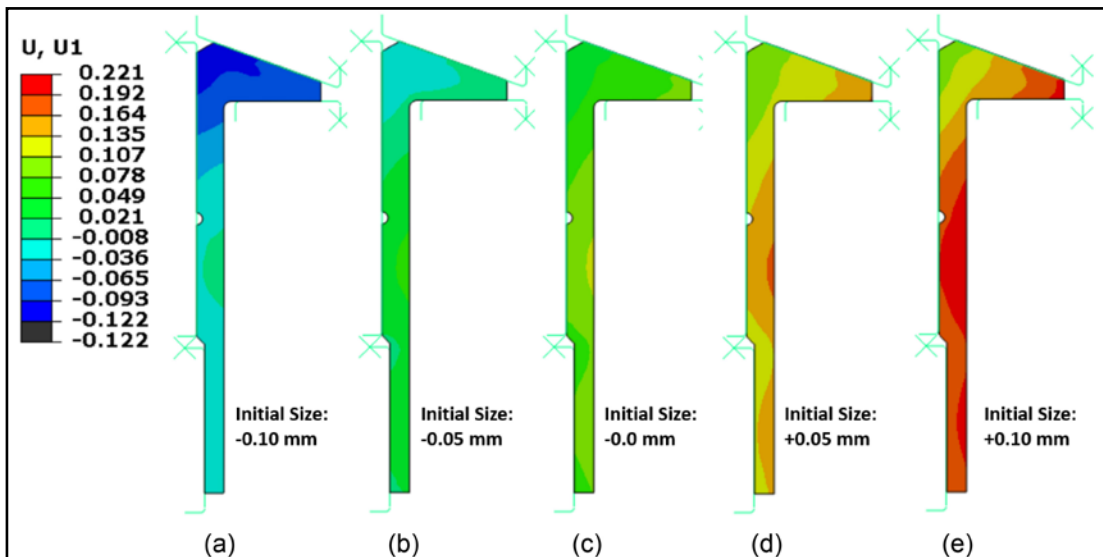 U, U1
0.221
0.192
0.164
0.135
0.107
0.078
0.049
0.021
-0.008
-0.036
-0.065
-0.093
-0.122
-0.122
Initial Size:
-0.10 mm
Initial Size:
-0.05 mm
Initial Size:
-0.0 mm
Initial Size:
+0.05 mm
Initial Size:
+0.10 mm
(a)
(b)
(c)
(d)
(e)